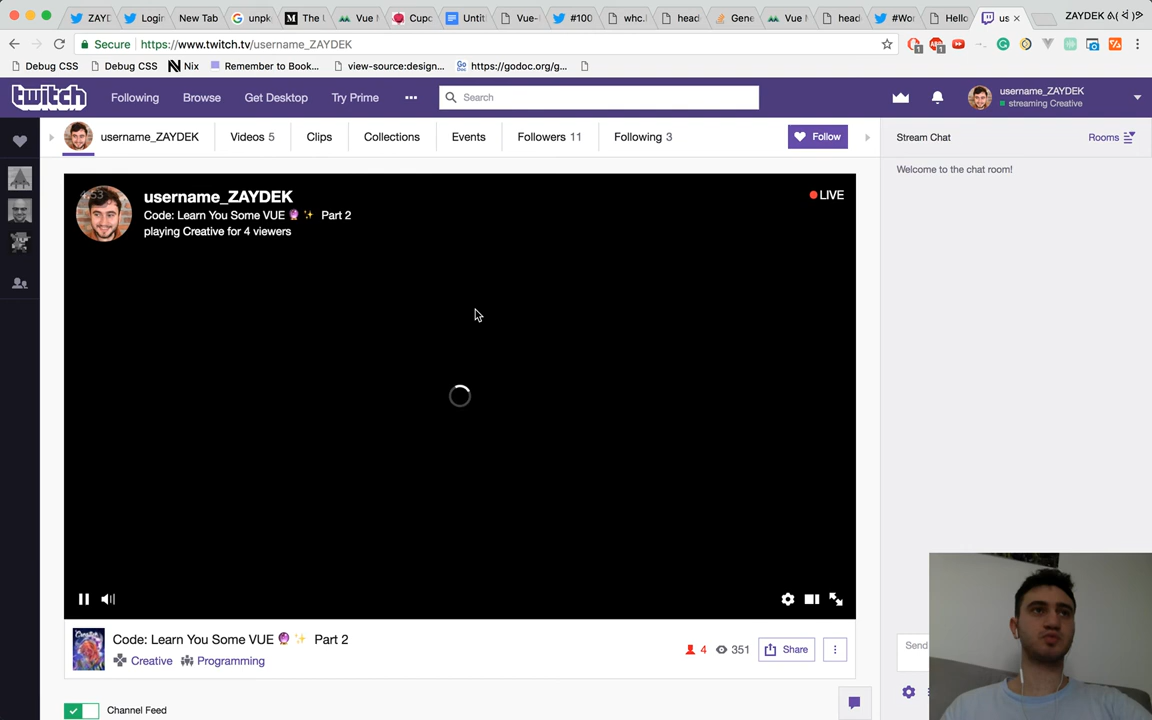 ZAYD
Login
New Tab
unpk
The
Vue
Cupc
Untit
Vue-
#100
whc.
head
Gene
Vue
head
#Wor
Hello
us
ZAYDEK
Secure
https://www.twitch.tv/username_ZAYDEK
Debug CSS
Debug CSS
Nix
Remember to Book...
view-source:design...
https://godoc.org/g...
twitch
Following
Browse
Get Desktop
Try Prime
Search
username_ZAYDEK
streaming Creative
username_ZAYDEK
Videos 5
Clips
Collections
Events
Followers 11
Following 3
Follow
Stream Chat
Rooms
Welcome to the chat room!
4.53
username_ZAYDEK
Code: Learn You Some VUE 🔮 ✨ Part 2
playing Creative for 4 viewers
LIVE
Code: Learn You Some VUE 🔮 ✨ Part 2
Creative
Programming
4
351
Share
Send
Channel Feed